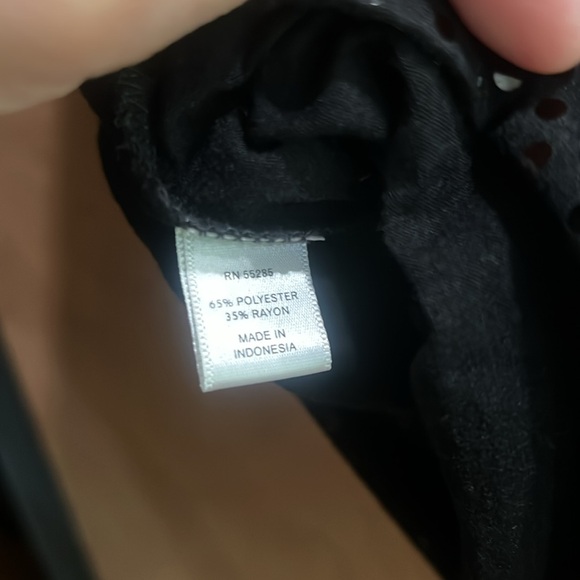 RN 55285
65% POLYESTER
35% RAYON
MADE IN
INDONESIA